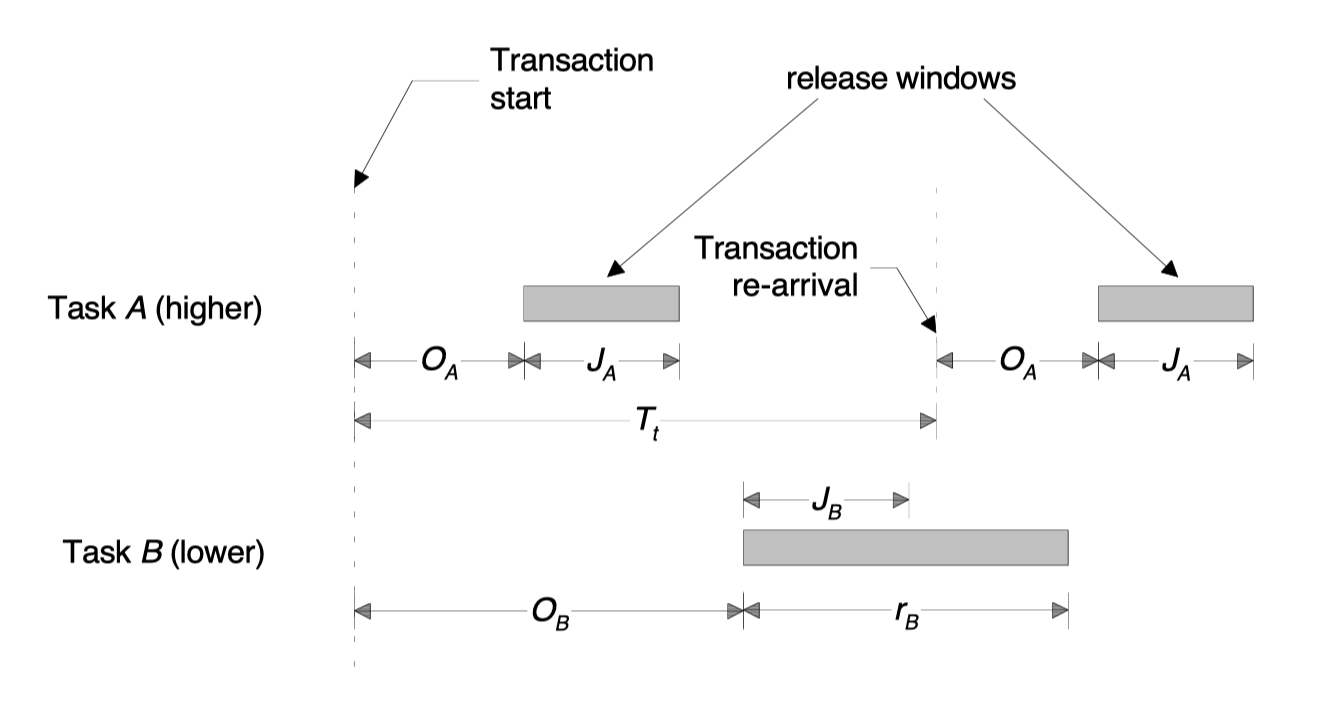 Transaction
start
release windows
Transaction
re-arrival
Task A (higher)
O_A
J_A
O_A
J_A
T_t
J_B
Task B (lower)
O_B
r_B